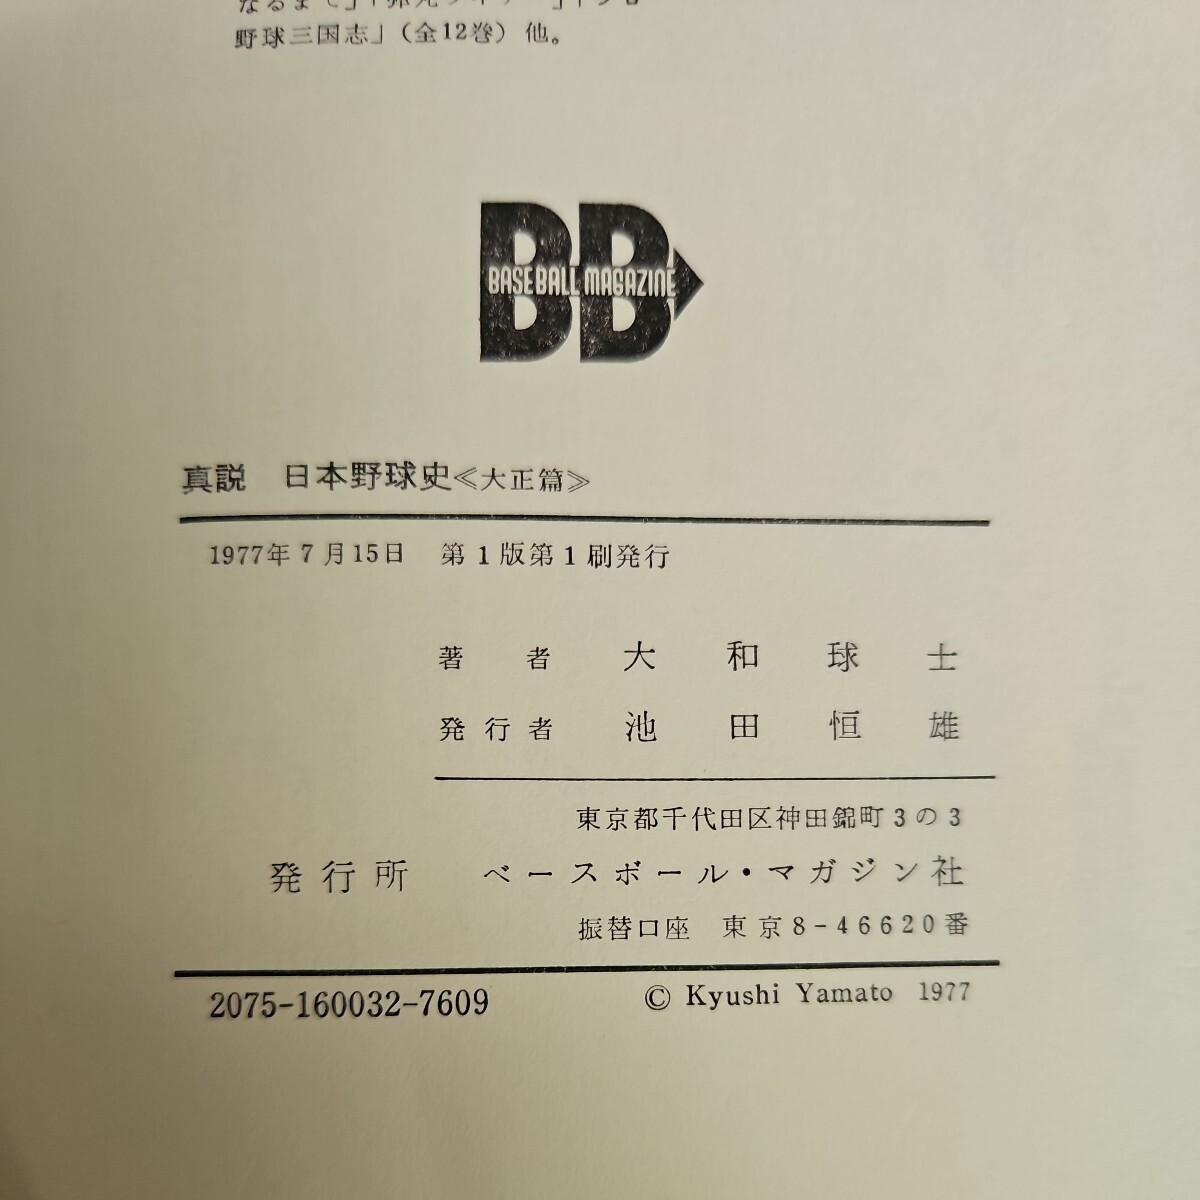 なるまで」
野球三国志」（全12巻）他。
BASEBALL MAGAZINE
真説　日本野球史≪大正篇≫
1977年7月15日　第1版第1刷発行
著者　大和球士
発行者　池田恒雄
東京都千代田区神田錦町3の3
発行所　ベースボール・マガジン社
振替口座　東京8-46620番
2075-160032-7609　© Kyushi Yamato 1977